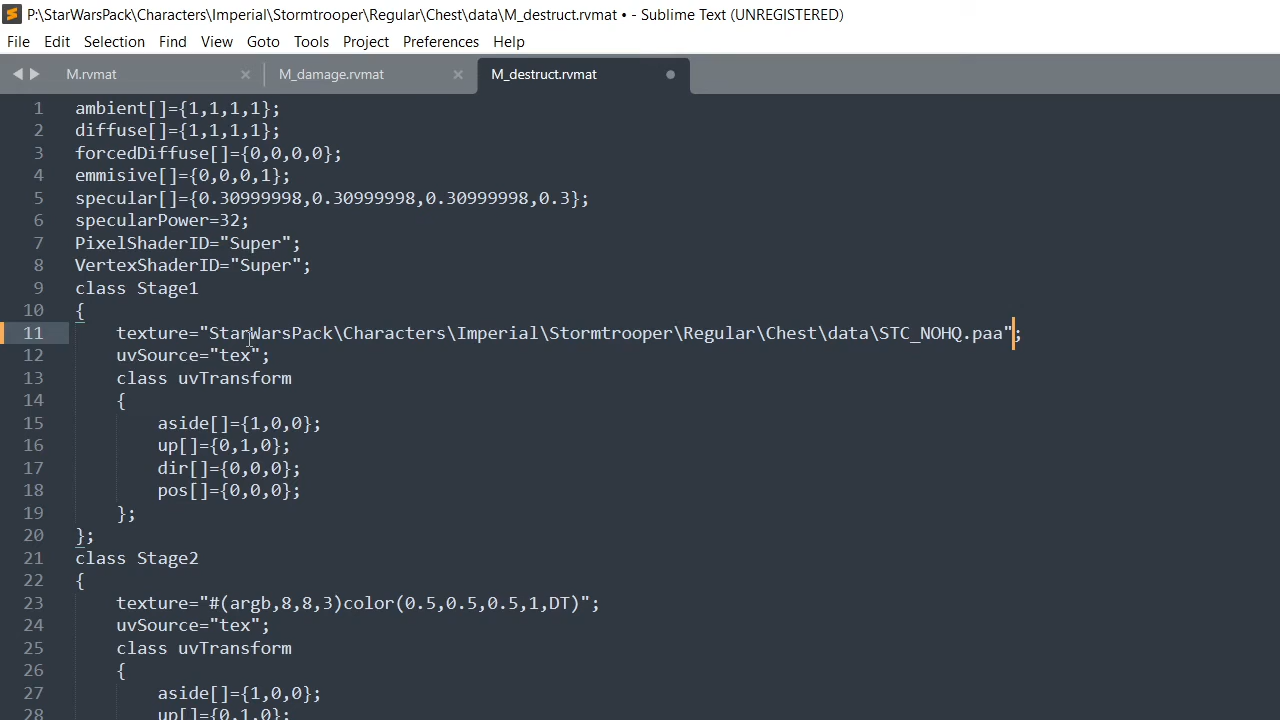 P:\StarWarsPack\Characters\Imperial\Stormtrooper\Regular\Chest\data\M_destruct.rvmat • - Sublime Text (UNREGISTERED)
File Edit Selection Find View Goto Tools Project Preferences Help
M.rvmat × M_damage.rvmat × M_destruct.rvmat
1 ambient[]={1,1,1,1};
2 diffuse[]={1,1,1,1};
3 forcedDiffuse[]={0,0,0,0};
4 emmisive[]={0,0,0,1};
5 specular[]={0.30999998,0.30999998,0.30999998,0.3};
6 specularPower=32;
7 PixelShaderID="Super";
8 VertexShaderID="Super";
9 class Stage1
10 {
11 texture="StarWarsPack\Characters\Imperial\Stormtrooper\Regular\Chest\data\STC_NOHQ.paa";
12 uvSource="tex";
13 class uvTransform
14 {
15 aside[]={1,0,0};
16 up[]={0,1,0};
17 dir[]={0,0,0};
18 pos[]={0,0,0};
19 };
20 };
21 class Stage2
22 {
23 texture="#(argb,8,8,3)color(0.5,0.5,0.5,1,DT)";
24 uvSource="tex";
25 class uvTransform
26 {
27 aside[]={1,0,0};
28 up[]={0,1,0};